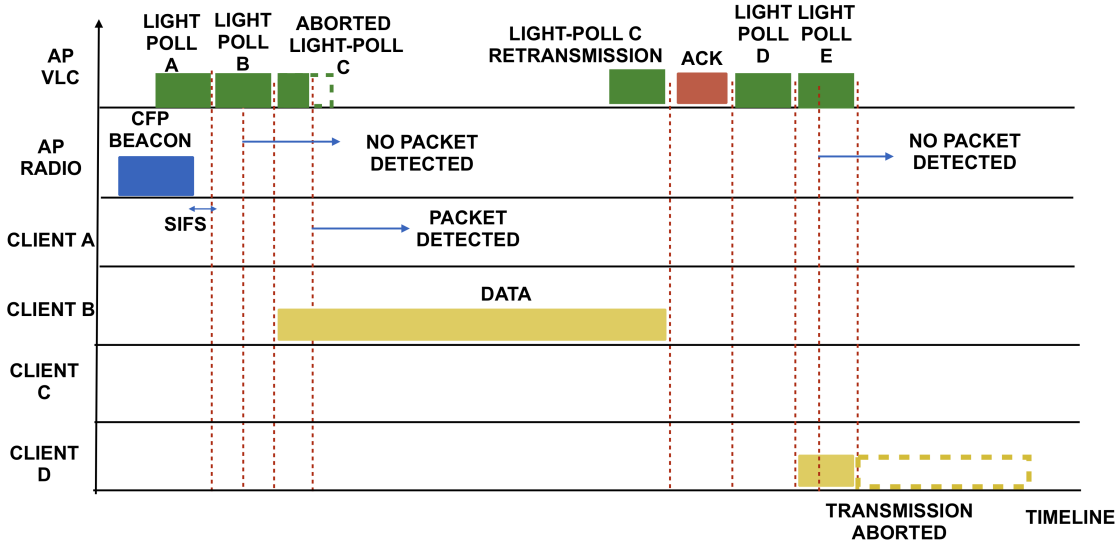 LIGHT
POLL
A
LIGHT
POLL
B
ABORTED
LIGHT-POLL
C
LIGHT-POLL C
RETRANSMISSION
ACK
LIGHT
POLL
D
LIGHT
POLL
E
AP
VLC
CFP
BEACON
AP
RADIO
NO PACKET
DETECTED
NO PACKET
DETECTED
SIFS
PACKET
DETECTED
CLIENT A
CLIENT B
DATA
CLIENT
C
CLIENT
D
TRANSMISSION
ABORTED
TIMELINE